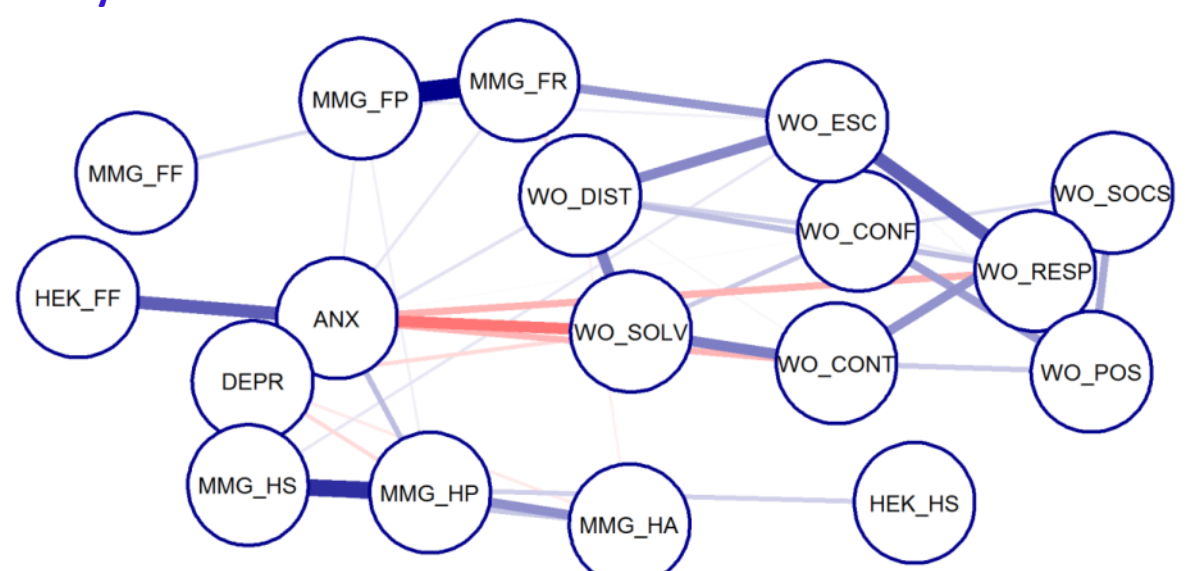 MMG_FP
MMG_FR
WO_ESC
MMG_FF
WO_DIST
WO_SOCS
WO_CONF
WO_RESP
HEK_FF
ANX
WO_SOLV
WO_CONT
WO_POS
DEPR
MMG_HS
MMG_HP
HEK_HS
MMG_HA